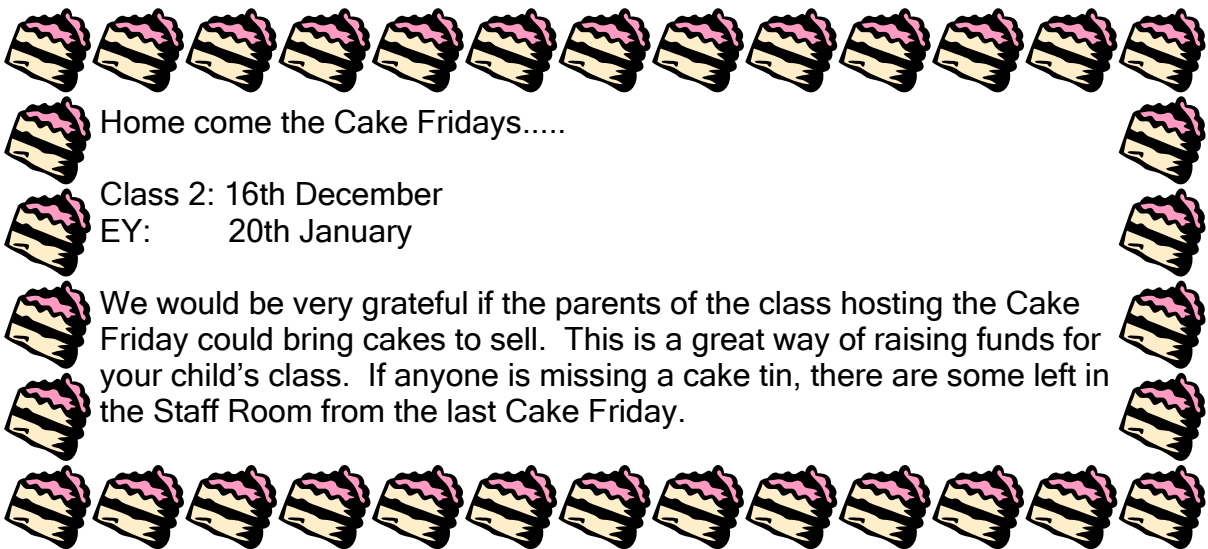 Home come the Cake Fridays.....
Class 2: 16th December
EY: 20th January
We would be very grateful if the parents of the class hosting the Cake
Friday could bring cakes to sell. This is a great way of raising funds for
your child’s class. If anyone is missing a cake tin, there are some left in
the Staff Room from the last Cake Friday.